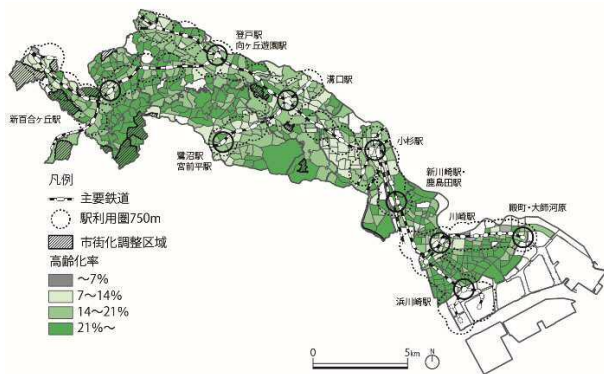 登戸駅
向ヶ丘遊園駅
溝口駅
新百合ヶ丘駅
鷺沼駅
宮前平駅
小杉駅
新川崎駅・
鹿島田駅
川崎駅
殿町・大師河原
浜川崎駅
凡例
主要鉄道
駅利用圏750m
市街化調整区域
高齢化率
～7%
7～14%
14～21%
21%～
0
5km
N